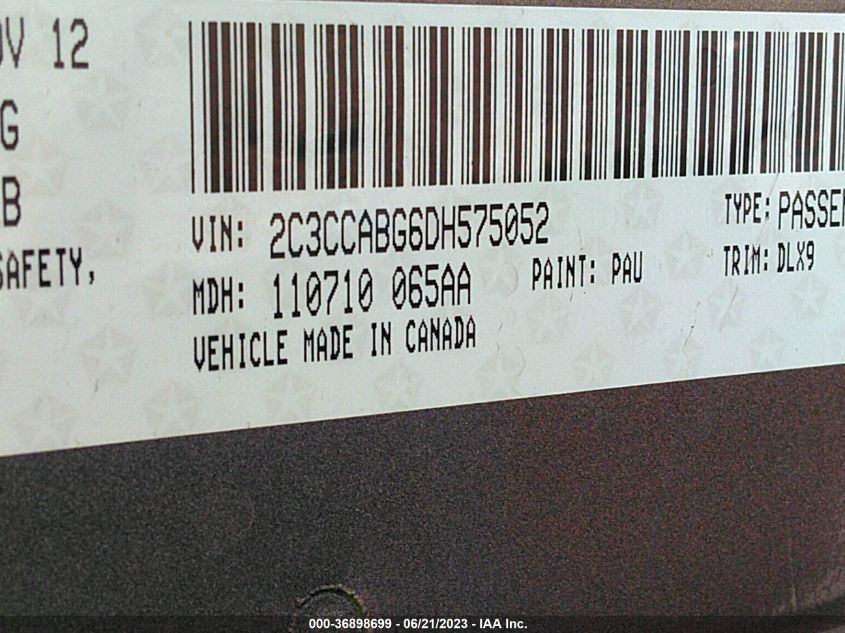 OV 12
G
B
SAFETY,
VIN: 2C3CCABG6DH575052
TYPE: PASSEN
MDH: 110710 065AA
PAINT: PAU
TRIM: DLX9
VEHICLE MADE IN CANADA
000-36898699 - 06/21/2023 - IAA Inc.